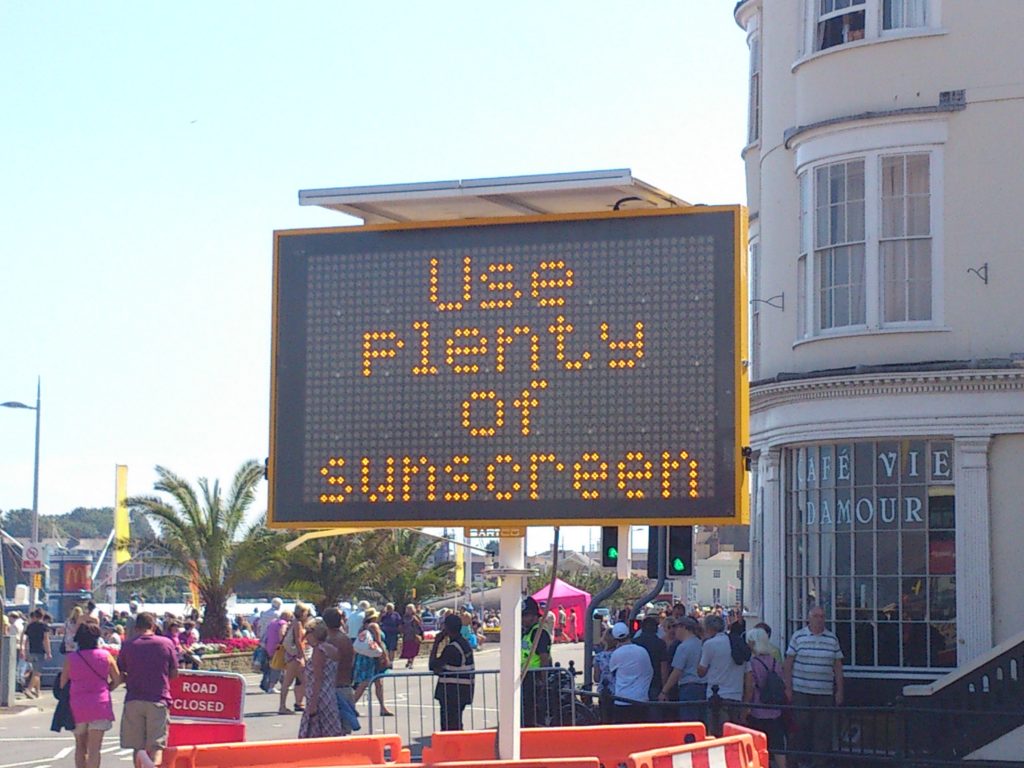 Use
plenty
of
sunscreen
CAFÉ VIE
DAMOUR
ROAD
CLOSED